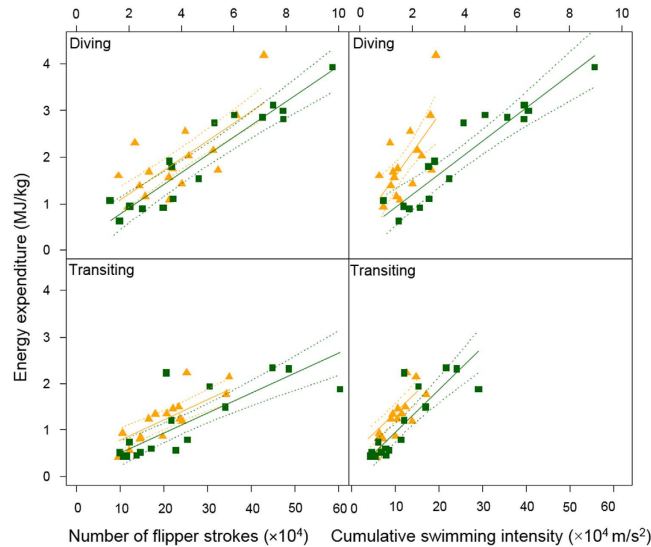 0 2 4 6 8 10 0 2 4 6 8 10
Diving Diving
4
3
2
1
0
Energy expenditure (MJ/kg)
Transiting Transiting
4
3
2
1
0
0 10 20 30 40 50 60 0 10 20 30 40 50 60
Number of flipper strokes (×10⁴) Cumulative swimming intensity (×10⁴ m/s²)